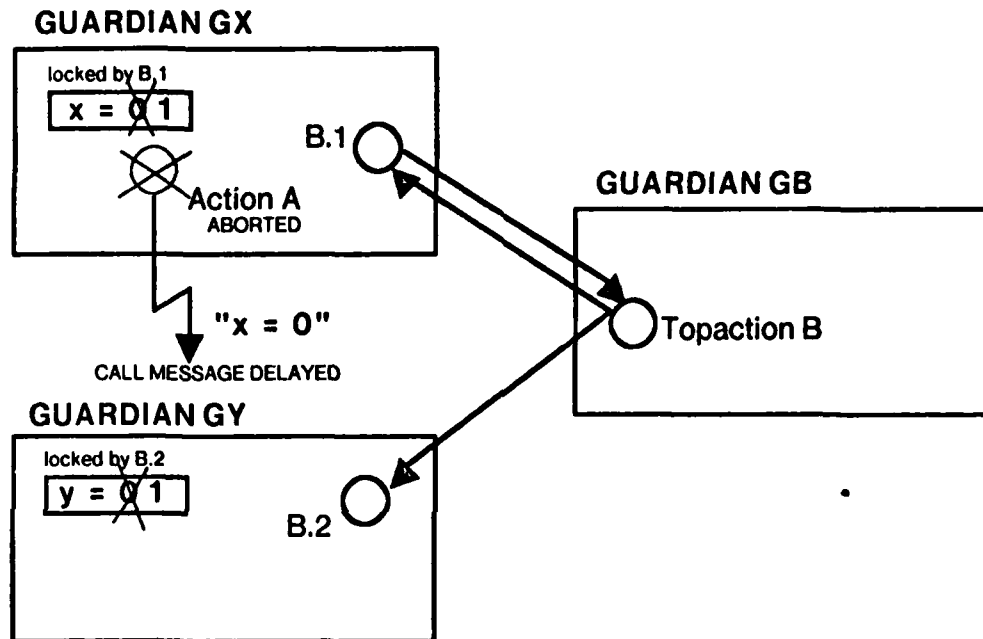 GUARDIAN GX
locked by B.1
x = 0 1
B.1
Action A
ABORTED
GUARDIAN GB
Topaction B
"x = 0"
CALL MESSAGE DELAYED
GUARDIAN GY
locked by B.2
y = 0 1
B.2